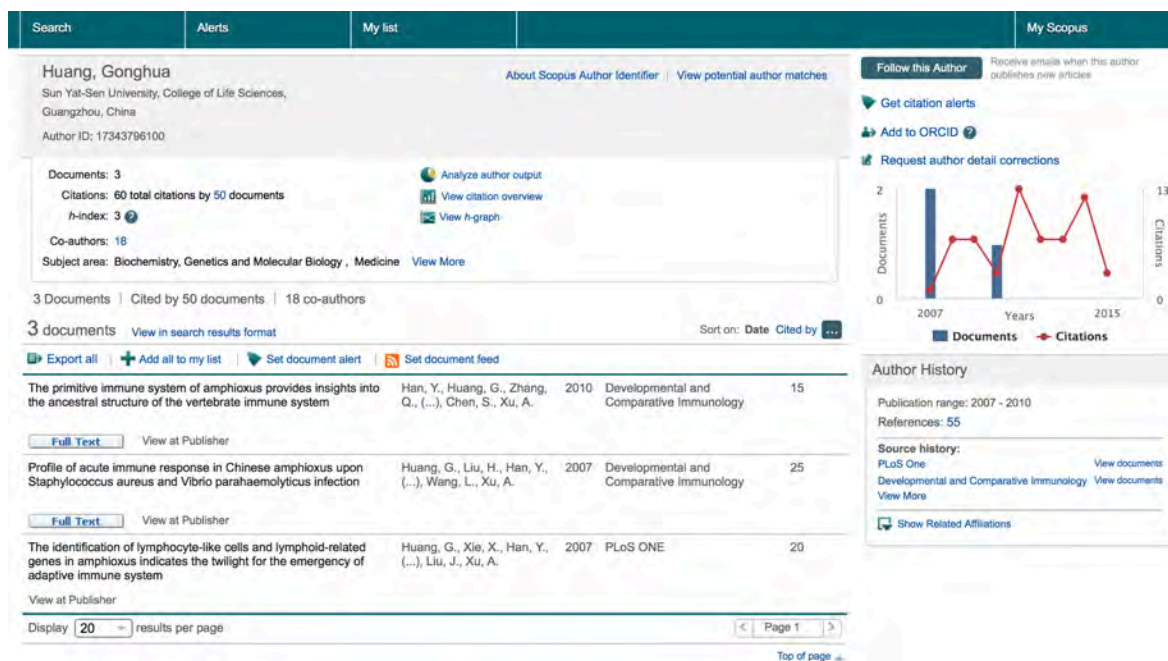 Search
Alerts
My list
My Scopus
Huang, Gonghua
About Scopus Author Identifier | View potential author matches
Sun Yat-Sen University, College of Life Sciences,
Guangzhou, China
Author ID: 17343796100
Documents: 3
Citations: 60 total citations by 50 documents
h-index: 3 ?
Co-authors: 18
Subject area: Biochemistry, Genetics and Molecular Biology , Medicine View More
Analyze author output
View citation overview
View h-graph
3 Documents | Cited by 50 documents | 18 co-authors
3 documents View in search results format
Sort on: Date Cited by ...
Export all | Add all to my list | Set document alert | Set document feed
The primitive immune system of amphioxus provides insights into
the ancestral structure of the vertebrate immune system
Han, Y., Huang, G., Zhang,
Q., (...), Chen, S., Xu, A.
2010
Developmental and
Comparative Immunology
15
Full Text
View at Publisher
Profile of acute immune response in Chinese amphioxus upon
Staphylococcus aureus and Vibrio parahaemolyticus infection
Huang, G., Liu, H., Han, Y.,
(...), Wang, L., Xu, A.
2007
Developmental and
Comparative Immunology
25
Full Text
View at Publisher
The identification of lymphocyte-like cells and lymphoid-related
genes in amphioxus indicates the twilight for the emergency of
adaptive immune system
Huang, G., Xie, X., Han, Y.,
(...), Liu, J., Xu, A.
2007
PLoS ONE
20
View at Publisher
Display 20 results per page
< Page 1 >
Top of page
Follow this Author
Receive emails when this author
publishes new articles
Get citation alerts
Add to ORCID ?
Request author detail corrections
2
13
Documents
Citations
0
0
2007
Years
2015
Documents
Citations
Author History
Publication range: 2007 - 2010
References: 55
Source history:
PLoS One View documents
Developmental and Comparative Immunology View documents
View More
Show Related Affiliations